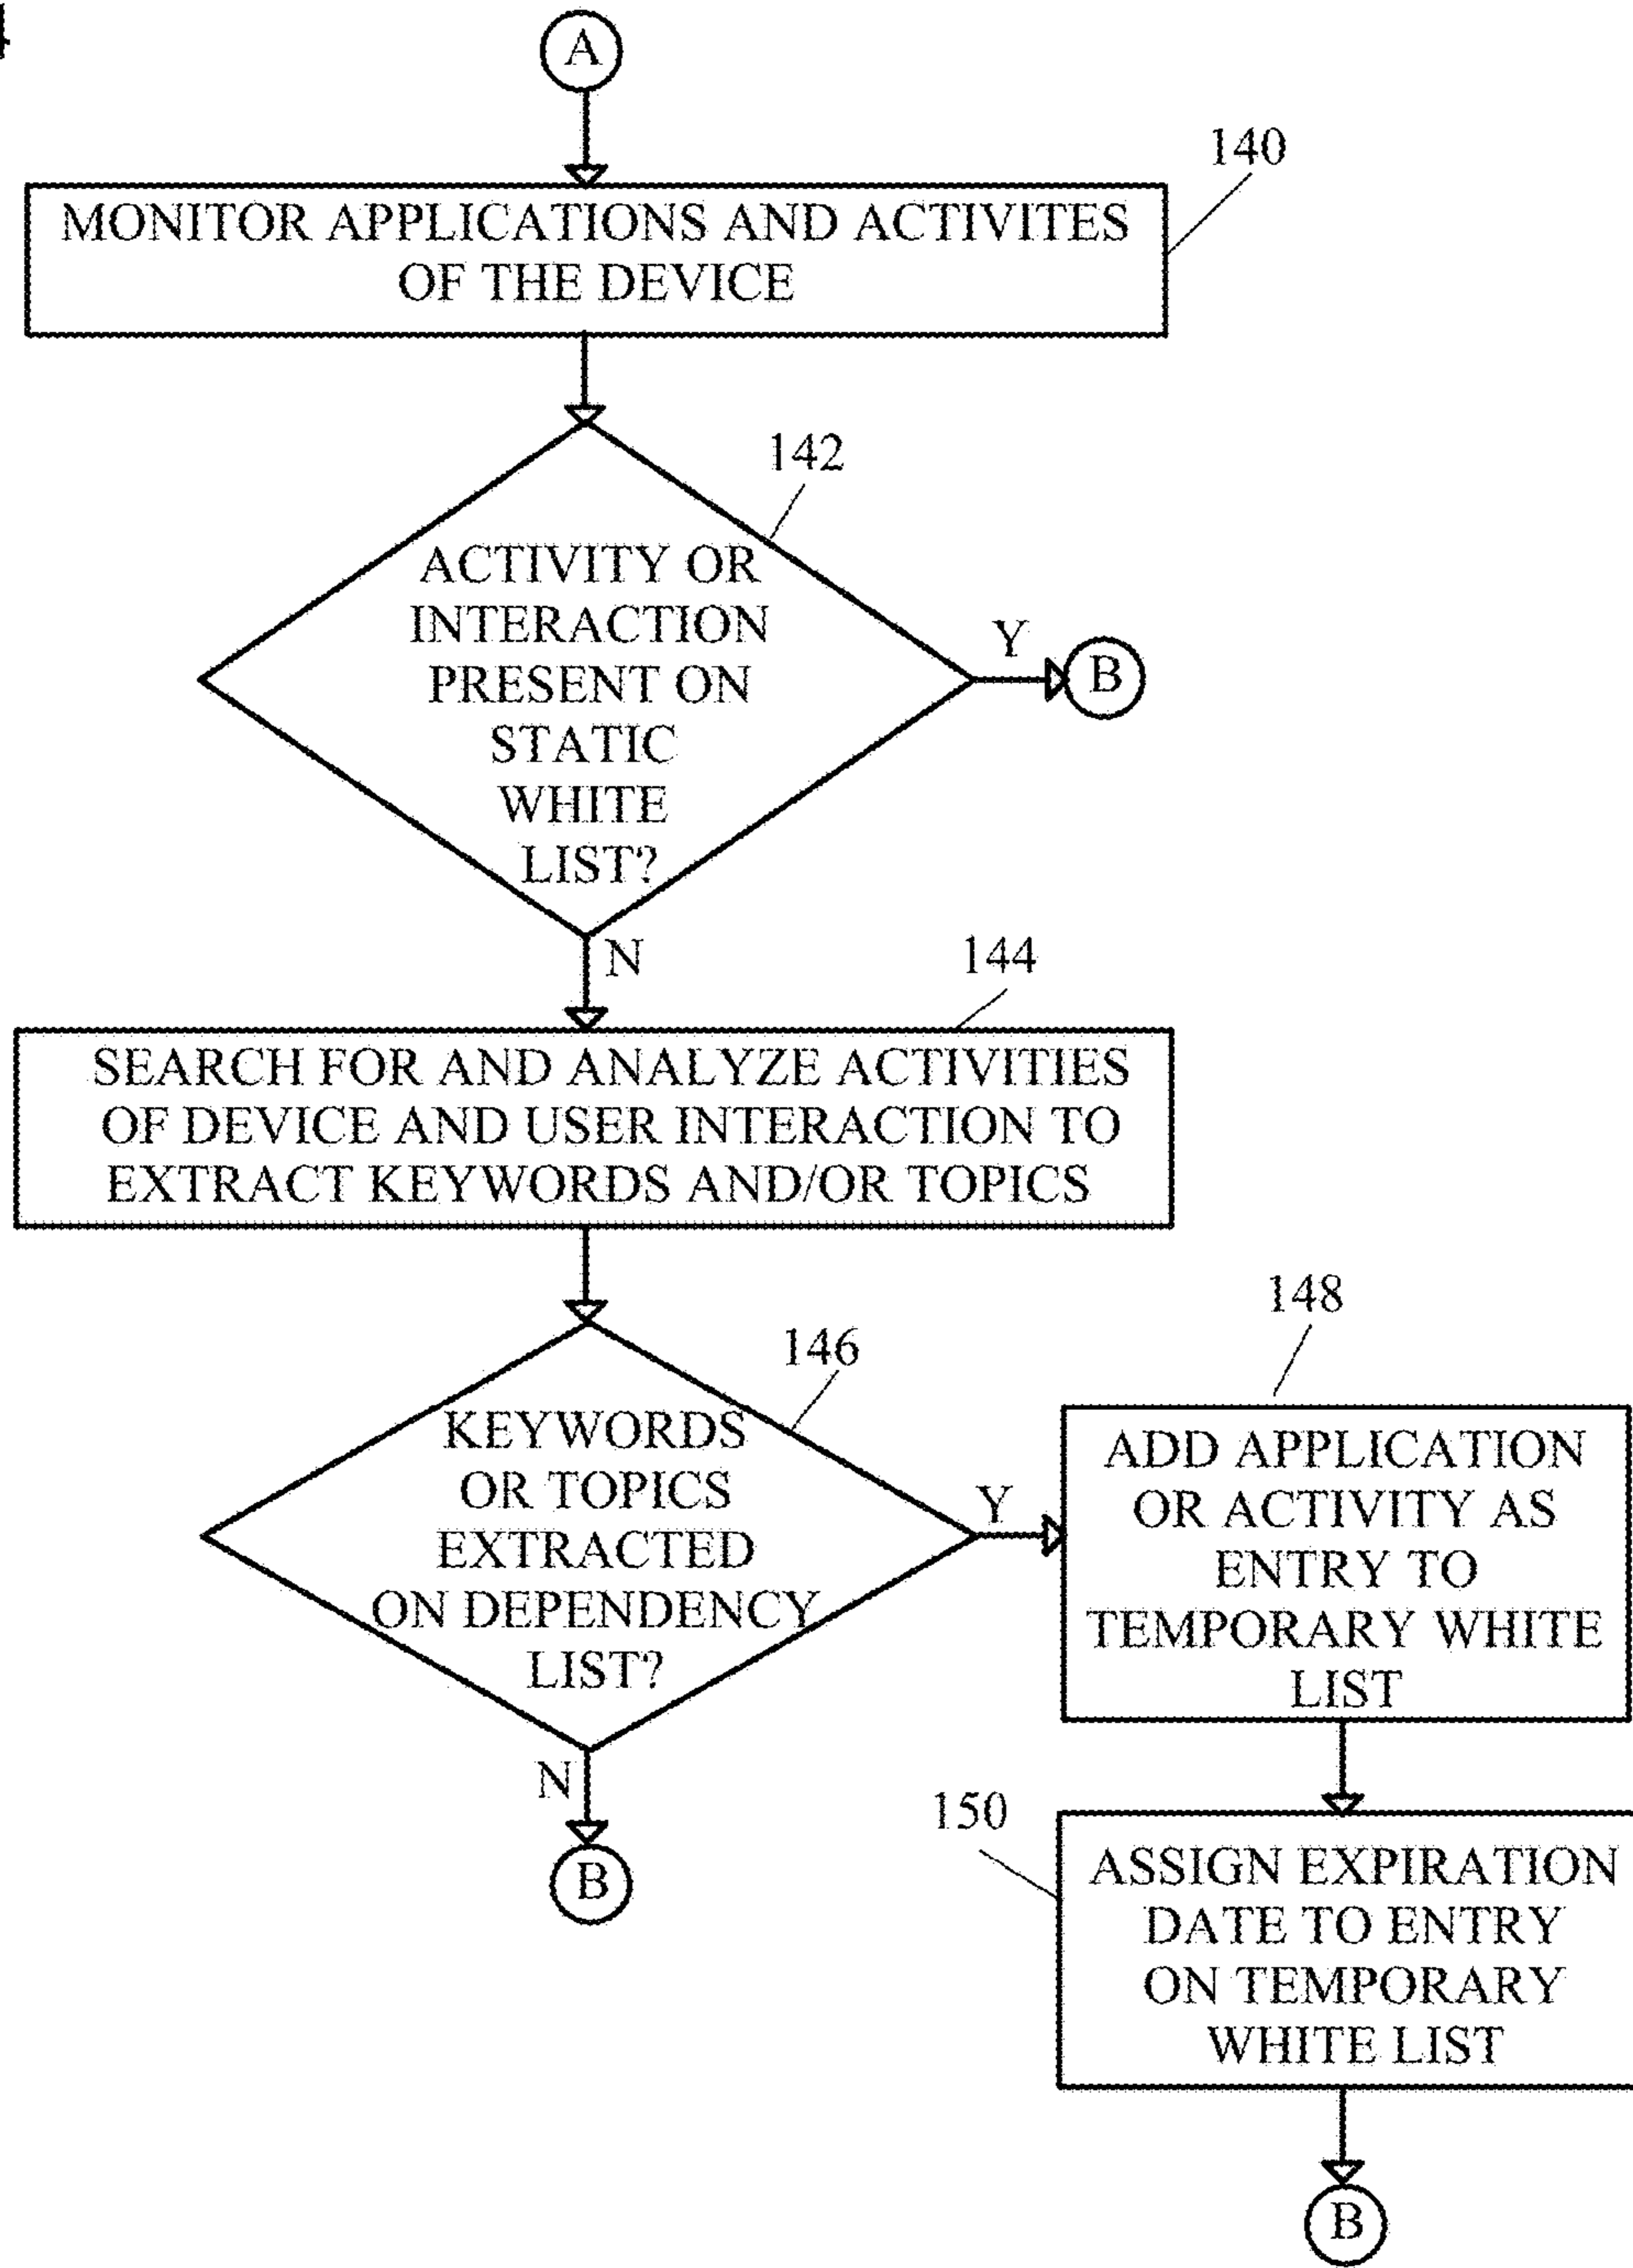 A
140
MONITOR APPLICATIONS AND ACTIVITES
OF THE DEVICE
142
ACTIVITY OR
INTERACTION
PRESENT ON
STATIC
WHITE
LIST?
Y
B
N
144
SEARCH FOR AND ANALYZE ACTIVITIES
OF DEVICE AND USER INTERACTION TO
EXTRACT KEYWORDS AND/OR TOPICS
146
KEYWORDS
OR TOPICS
EXTRACTED
ON DEPENDENCY
LIST?
Y
148
ADD APPLICATION
OR ACTIVITY AS
ENTRY TO
TEMPORARY WHITE
LIST
N
B
150
ASSIGN EXPIRATION
DATE TO ENTRY
ON TEMPORARY
WHITE LIST
B